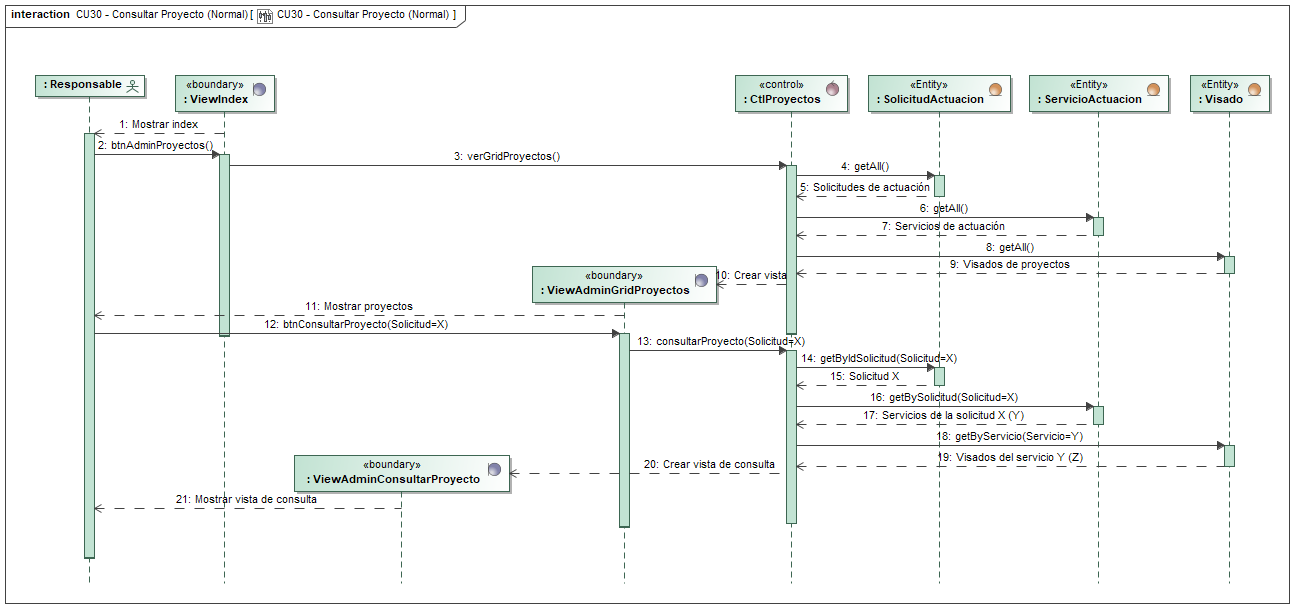 interaction CU30 - Consultar Proyecto (Normal) [ CU30 - Consultar Proyecto (Normal) ]
: Responsable
«boundary»
: ViewIndex
«control»
: CtlProyectos
«Entity»
: SolicitudActuacion
«Entity»
: ServicioActuacion
«Entity»
: Visado
1: Mostrar index
2: btnAdminProyectos()
3: verGridProyectos()
4: getAll()
5: Solicitudes de actuación
6: getAll()
7: Servicios de actuación
8: getAll()
9: Visados de proyectos
«boundary»
: ViewAdminGridProyectos
10: Crear vista
11: Mostrar proyectos
12: btnConsultarProyecto(Solicitud=X)
13: consultarProyecto(Solicitud=X)
14: getByIdSolicitud(Solicitud=X)
15: Solicitud X
16: getBySolicitud(Solicitud=X)
17: Servicios de la solicitud X (Y)
18: getByServicio(Servicio=Y)
19: Visados del servicio Y (Z)
«boundary»
: ViewAdminConsultarProyecto
20: Crear vista de consulta
21: Mostrar vista de consulta